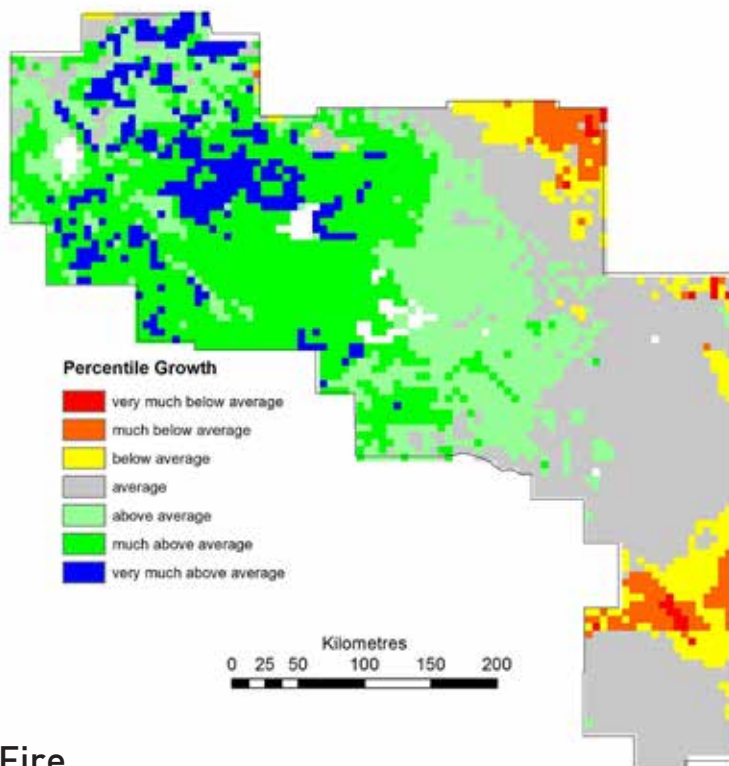 Percentile Growth
very much below average
much below average
below average
average
above average
much above average
very much above average
Kilometres
0 25 50 100 150 200
Fire